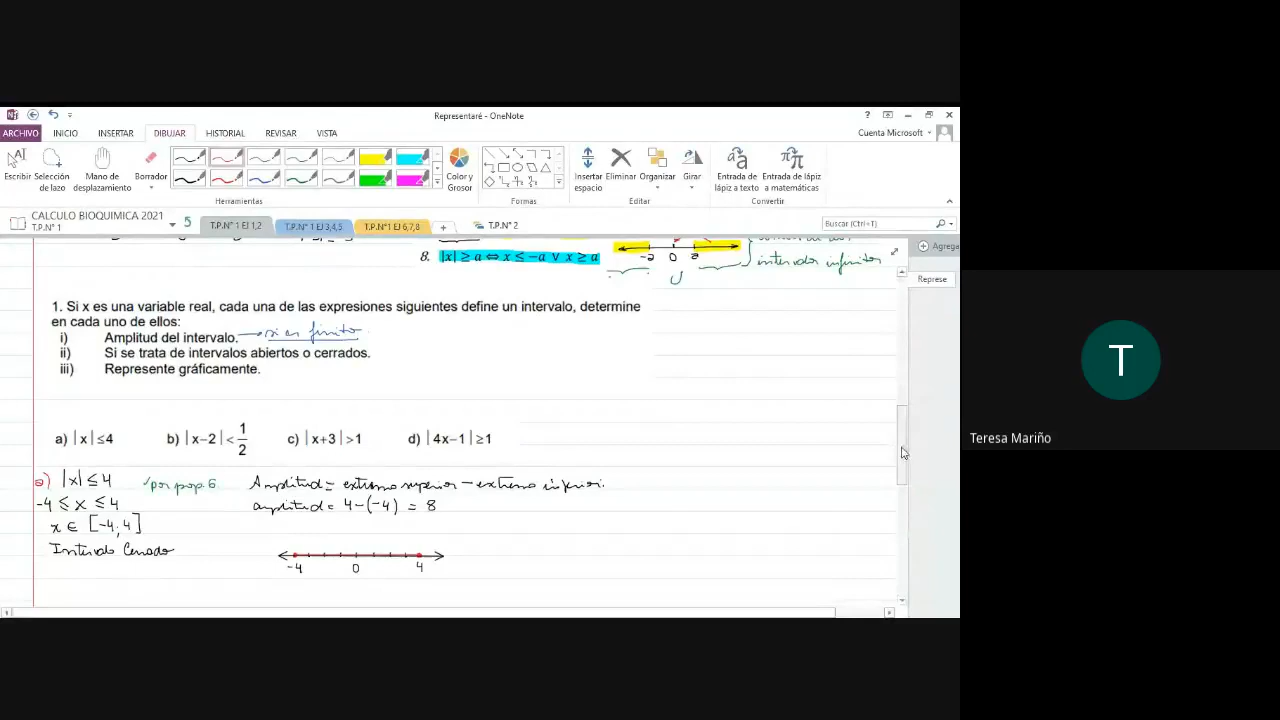 Representaré - OneNote
ARCHIVO INICIO INSERTAR DIBUJAR HISTORIAL REVISAR VISTA
Cuenta Microsoft
Escribir
Selección de lazo
Mano de desplazamiento
Borrador
Color y Grosor
Insertar espacio
Eliminar
Organizar
Girar
Entrada de lápiz a texto
Entrada de lápiz a matemáticas
Herramientas
Formas
Editar
Convertir
CALCULO BIOQUIMICA 2021
T.P.N° 1
5
T.P.N° 1 EJ 1,2
T.P.N°1 EJ 3,4,5
T.P.N°1 EJ 6,7,8
+
T.P.N° 2
Buscar (Ctrl+T)
Agrega
Represe
8. |x| ≥ a ⇔ x ≤ −a ∨ x ≥ a
-2 0 2
U
intervalos infinitos
1. Si x es una variable real, cada una de las expresiones siguientes define un intervalo, determine
en cada uno de ellos:
i) Amplitud del intervalo. → si es finito
ii) Si se trata de intervalos abiertos o cerrados.
iii) Represente gráficamente.
a) |x| ≤4 b) |x−2| < 1/2 c) |x+3| >1 d) |4x−1| ≥1
a) |x| ≤ 4 √por prop. 6 Amplitud = extremo superior − extremo inferior.
-4 ≤ x ≤ 4 amplitud = 4 − (−4) = 8
x ∈ [-4; 4]
Intervalo Cerrado
-4 0 4
T
Teresa Mariño